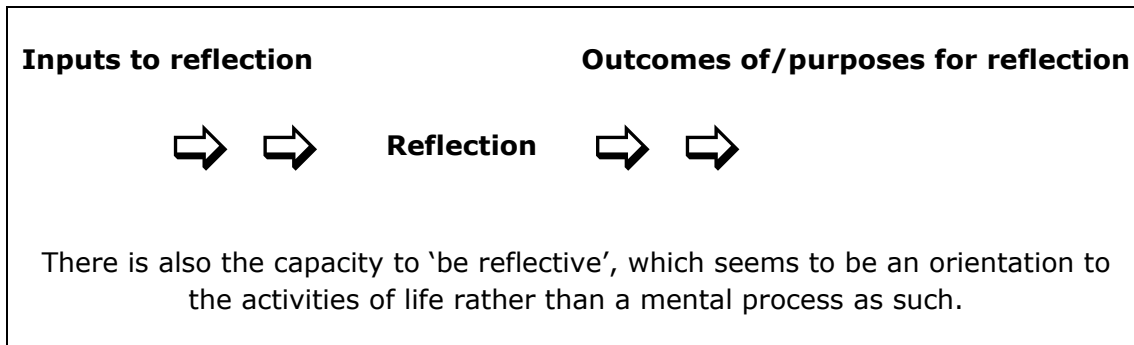 Inputs to reflection Outcomes of/purposes for reflection
Reflection
There is also the capacity to ‘be reflective’, which seems to be an orientation to
the activities of life rather than a mental process as such.